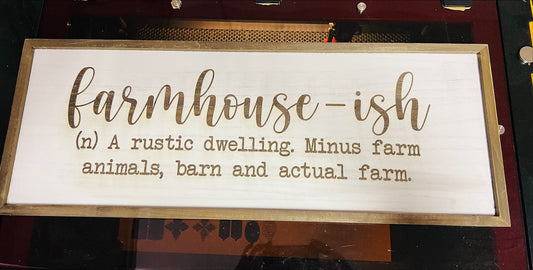 farmhouse-ish
(n) A rustic dwelling. Minus farm
animals, barn and actual farm.